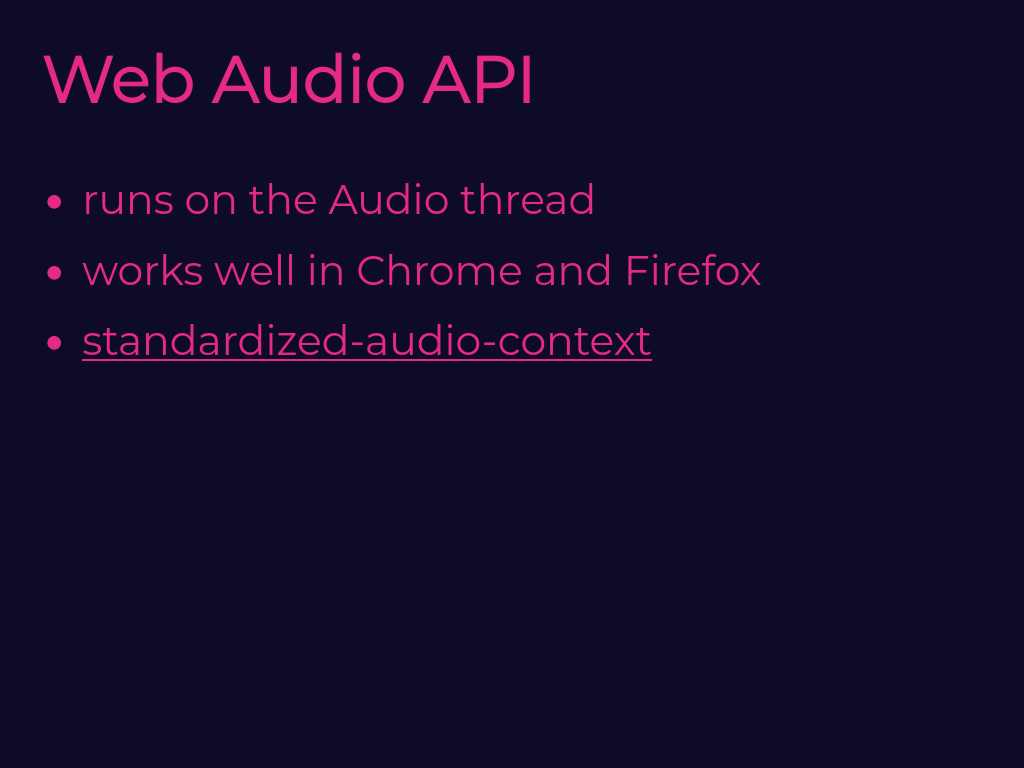 Web Audio API
• runs on the Audio thread
• works well in Chrome and Firefox
• standardized-audio-context